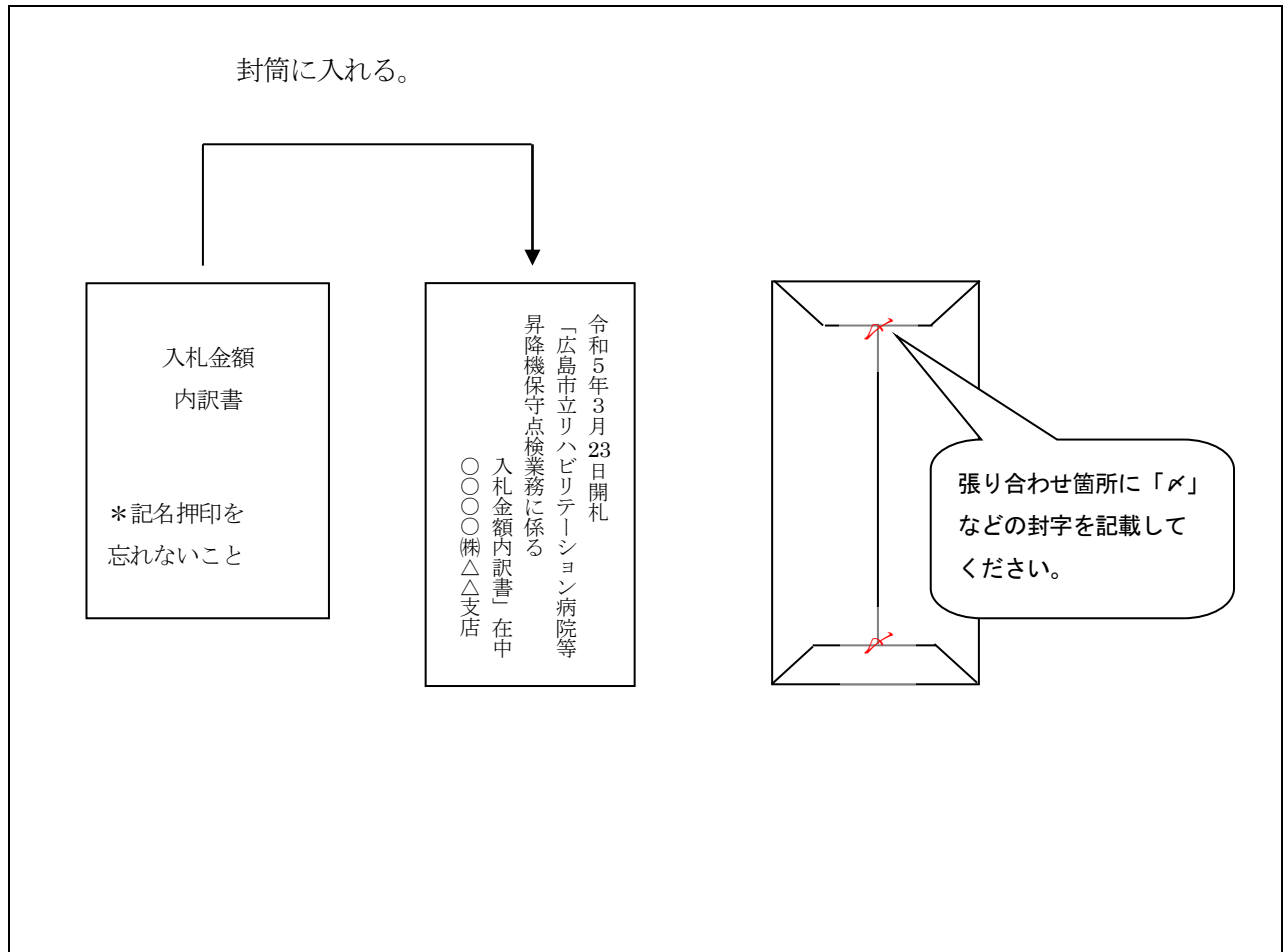 封筒に入れる。
入札金額
内訳書
＊記名押印を
忘れないこと
令和５年３月23日開札
「広島市立リハビリテーション病院等
昇降機保守点検業務に係る
入札金額内訳書」在中
○○○○㈱△△支店
〆
張り合わせ箇所に「〆」
などの封字を記載して
ください。
〆